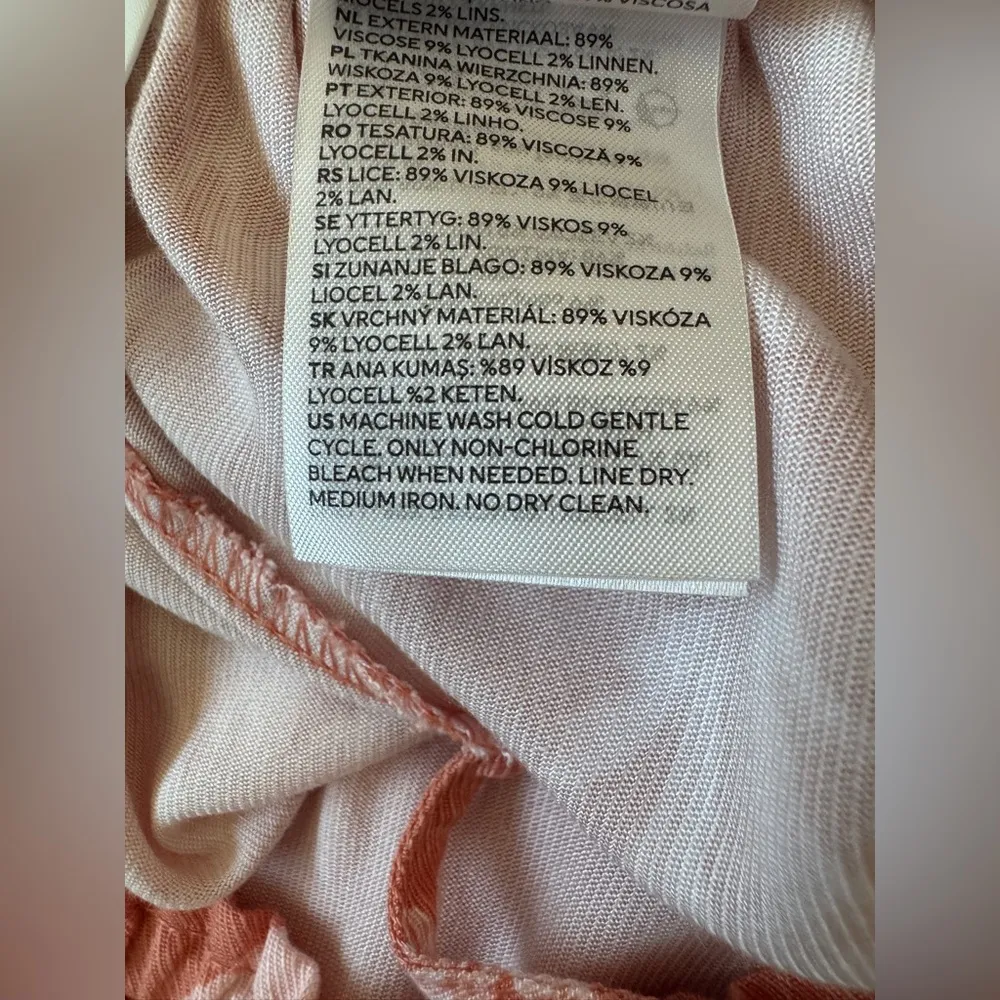 VISCOSA
LIOCELS 2% LINS.
NL EXTERN MATERIAAL: 89%
VISCOSE 9% LYOCELL 2% LINNEN.
PL TKANINA WIERZCHNIA: 89%
WISKOZA 9% LYOCELL 2% LEN.
PT EXTERIOR: 89% VISCOSE 9%
LYOCELL 2% LINHO.
RO TESATURA: 89% VISCOZĂ 9%
LYOCELL 2% IN.
RS LICE: 89% VISKOZA 9% LIOCEL
2% LAN.
SE YTTERTYG: 89% VISKOS 9%
LYOCELL 2% LIN.
SI ZUNANJE BLAGO: 89% VISKOZA 9%
LIOCEL 2% LAN.
SK VRCHNÝ MATERIÁL: 89% VISKÓZA
9% LYOCELL 2% ĽAN.
TR ANA KUMAŞ: %89 VİSKOZ %9
LYOCELL %2 KETEN.
US MACHINE WASH COLD GENTLE
CYCLE. ONLY NON-CHLORINE
BLEACH WHEN NEEDED. LINE DRY.
MEDIUM IRON. NO DRY CLEAN.